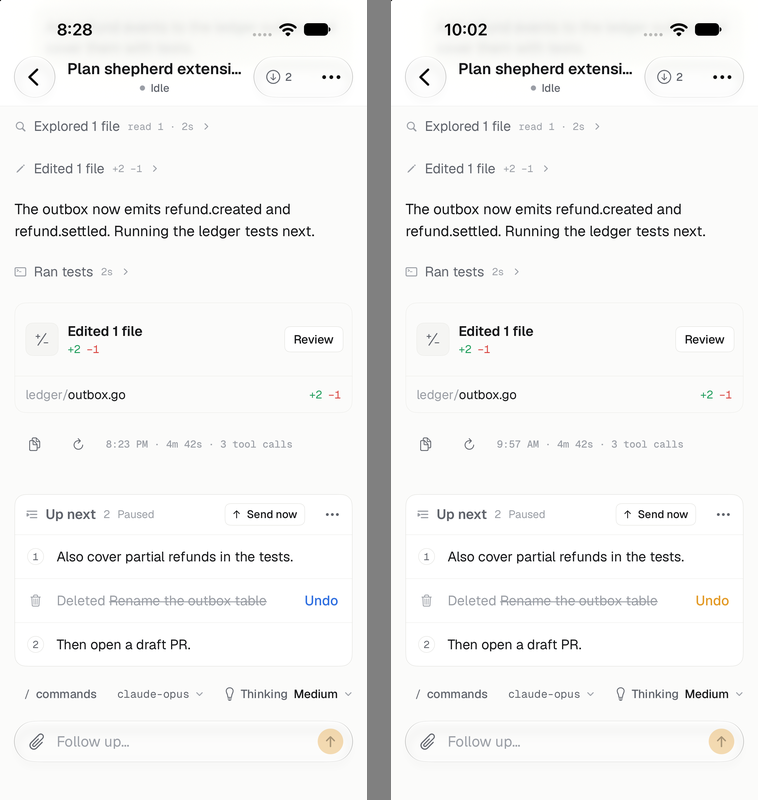 8:28
Plan shepherd extensi...
2
Idle
Explored 1 file read 1 · 2s
Edited 1 file +2 −1
The outbox now emits refund.created and
refund.settled. Running the ledger tests next.
Ran tests 2s
Edited 1 file
+2 −1
Review
ledger/outbox.go +2 −1
8:23 PM · 4m 42s · 3 tool calls
Up next 2 Paused
Send now
1 Also cover partial refunds in the tests.
Deleted Rename the outbox table Undo
2 Then open a draft PR.
/ commands claude-opus Thinking Medium
Follow up...
10:02
Plan shepherd extensi...
2
Idle
Explored 1 file read 1 · 2s
Edited 1 file +2 −1
The outbox now emits refund.created and
refund.settled. Running the ledger tests next.
Ran tests 2s
Edited 1 file
+2 −1
Review
ledger/outbox.go +2 −1
9:57 AM · 4m 42s · 3 tool calls
Up next 2 Paused
Send now
1 Also cover partial refunds in the tests.
Deleted Rename the outbox table Undo
2 Then open a draft PR.
/ commands claude-opus Thinking Medium
Follow up...